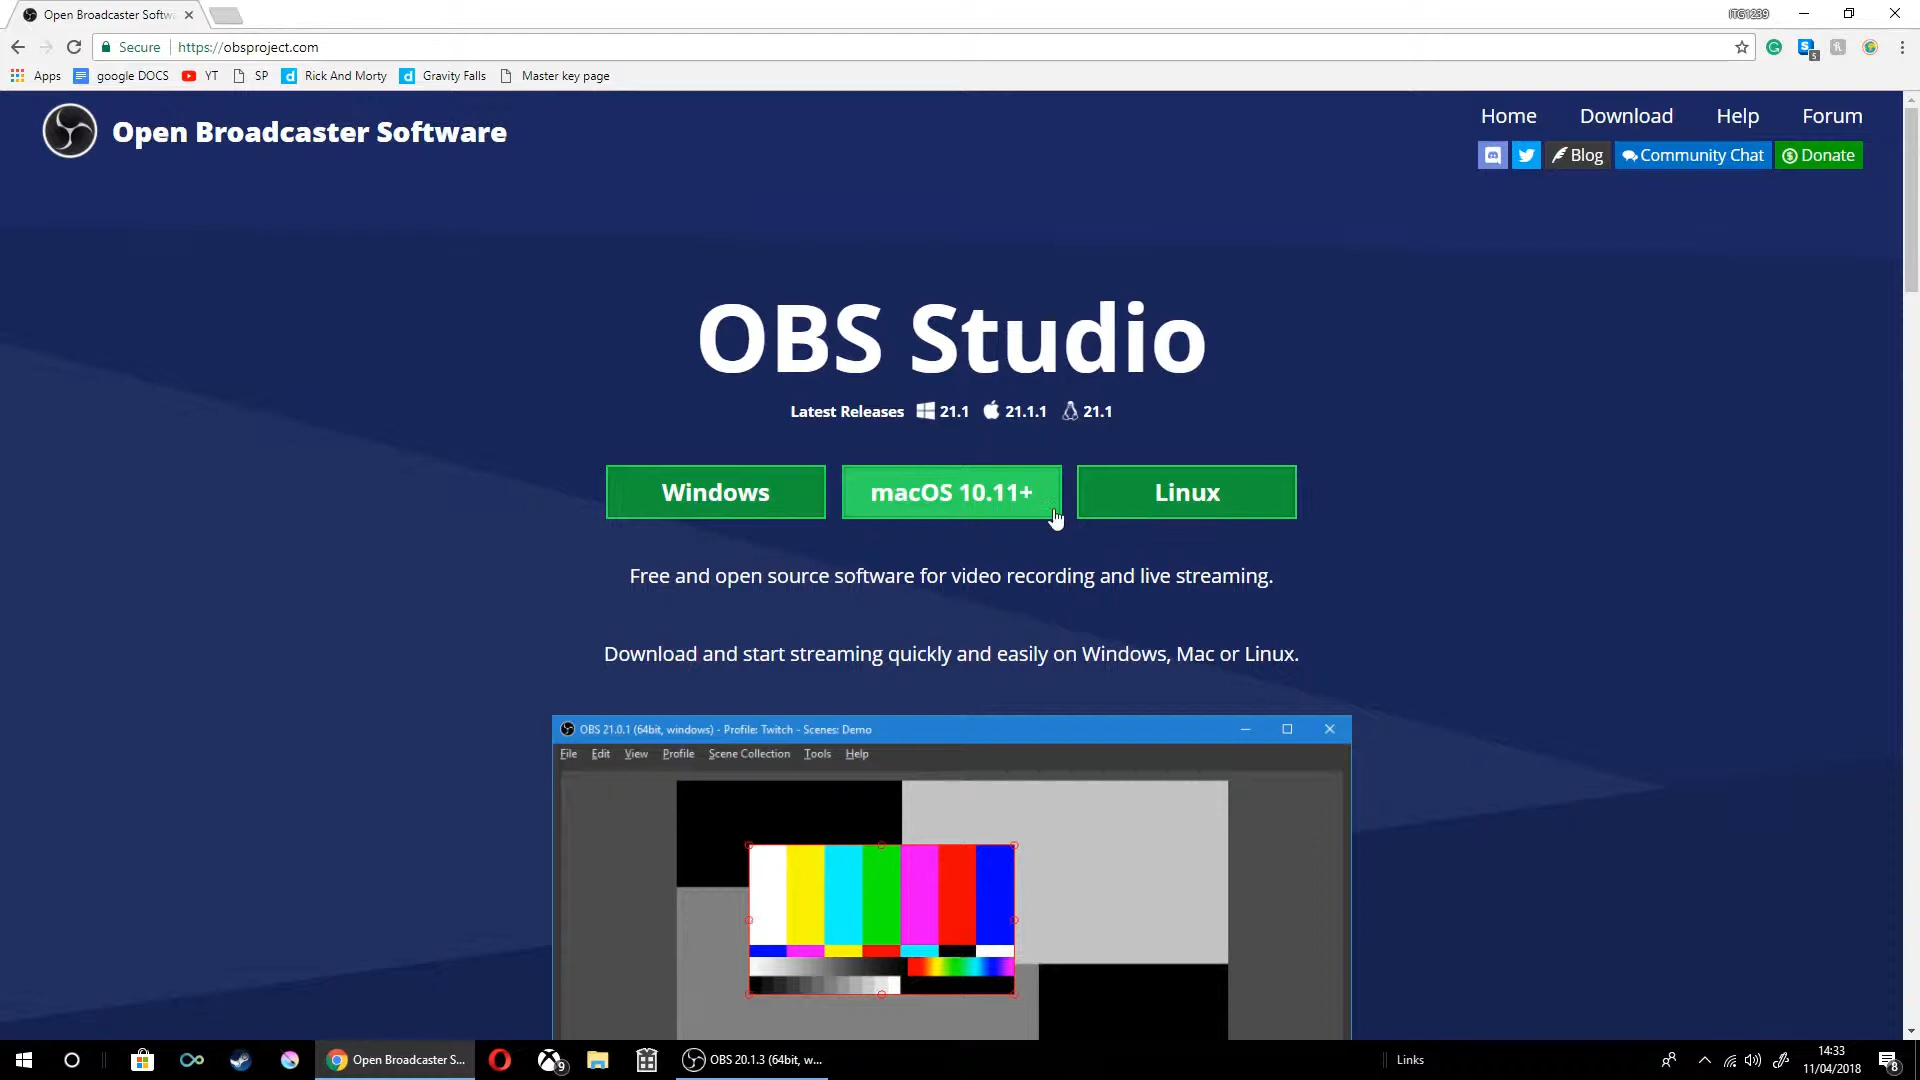 Open Broadcaster Softw
ITG1239
Secure
https://obsproject.com
5
Apps
google DOCS
YT
SP
Rick And Morty
Gravity Falls
Master key page
Open Broadcaster Software
Home
Download
Help
Forum
Blog
Community Chat
Donate
OBS Studio
Latest Releases 21.1 21.1.1 21.1
Windows
macOS 10.11+
Linux
Free and open source software for video recording and live streaming.
Download and start streaming quickly and easily on Windows, Mac or Linux.
OBS 21.0.1 (64bit, windows) - Profile: Twitch - Scenes: Demo
File Edit View Profile Scene Collection Tools Help
Open Broadcaster S...
9
OBS 20.1.3 (64bit, w...
Links
14:33
11/04/2018
8